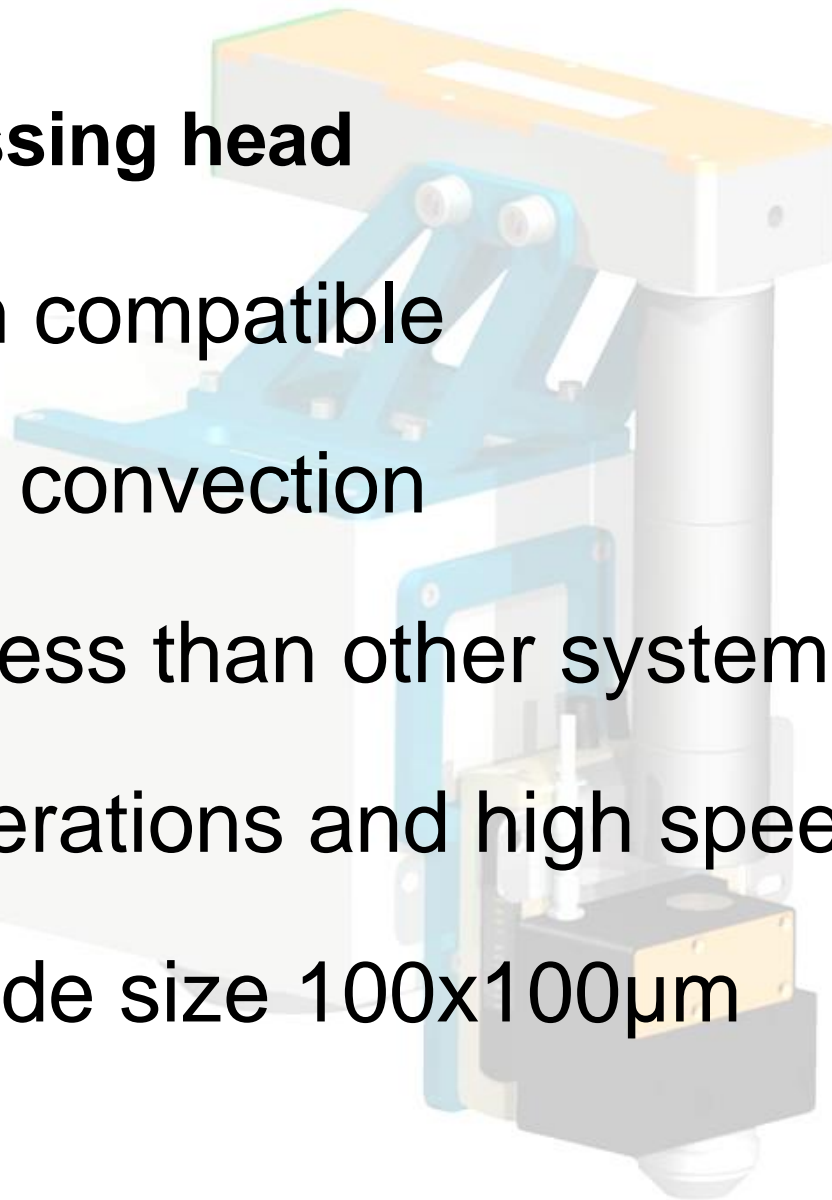 ssing head
compatible
convection
ess than other system
erations and high spee
de size 100x100µm